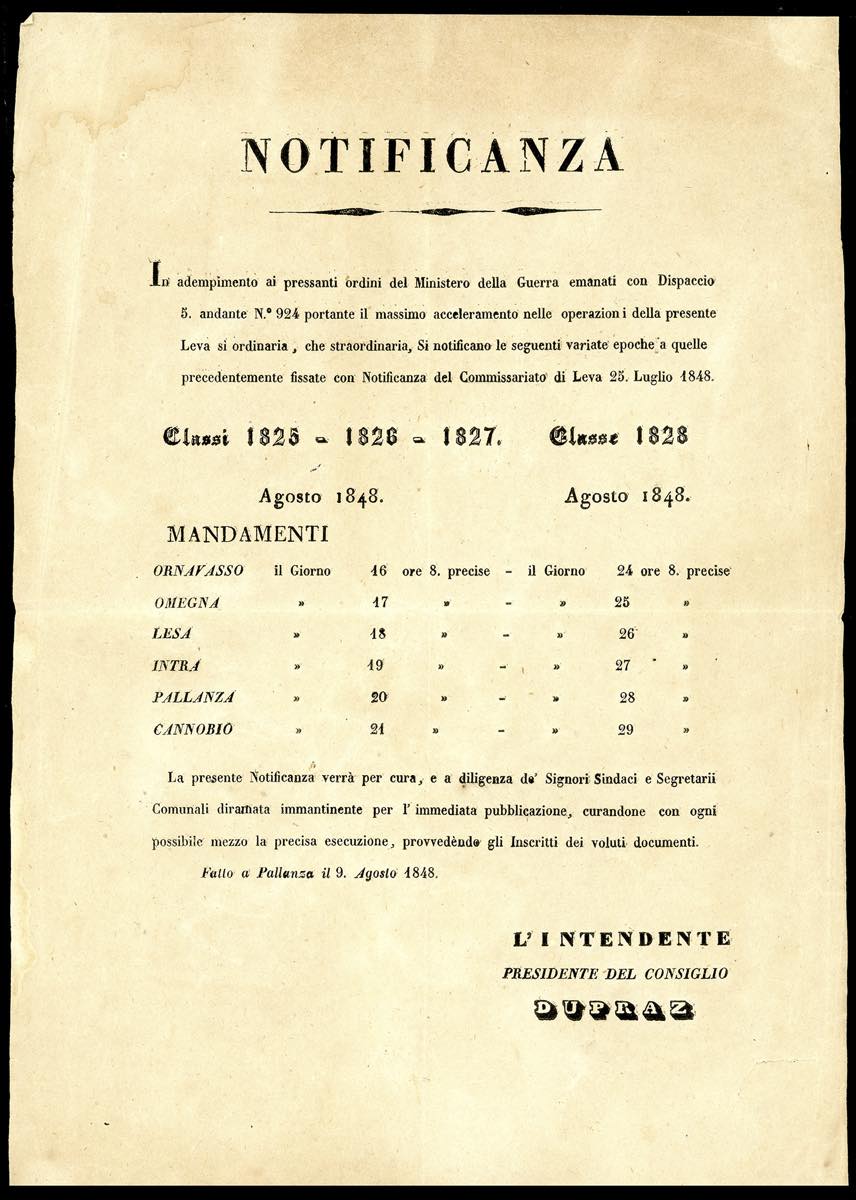 NOTIFICANZA
In adempimento ai pressanti ordini del Ministero della Guerra emanati con Dispaccio
5. andante N.° 924 portante il massimo acceleramento nelle operazioni della presente
Leva si ordinaria, che straordinaria, Si notificano le seguenti variate epoche a quelle
precedentemente fissate con Notificanza del Commissariato di Leva 25. Luglio 1848.
Classi 1825 - 1826 - 1827. Classe 1828
Agosto 1848. Agosto 1848.
MANDAMENTI
ORNAVASSO il Giorno 16 ore 8. precise - il Giorno 24 ore 8. precise
OMEGNA » 17 » - » 25 »
LESA » 18 » - » 26 »
INTRA » 19 » - » 27 »
PALLANZA » 20 » - » 28 »
CANNOBIO » 21 » - » 29 »
La presente Notificanza verrà per cura, e a diligenza de' Signori Sindaci e Segretarii
Comunali diramata immantinente per l' immediata pubblicazione, curandone con ogni
possibile mezzo la precisa esecuzione, provvedèndo gli Inscritti dei voluti documenti.
Fatto a Pallanza il 9. Agosto 1848.
L'INTENDENTE
PRESIDENTE DEL CONSIGLIO
DUPRAZ